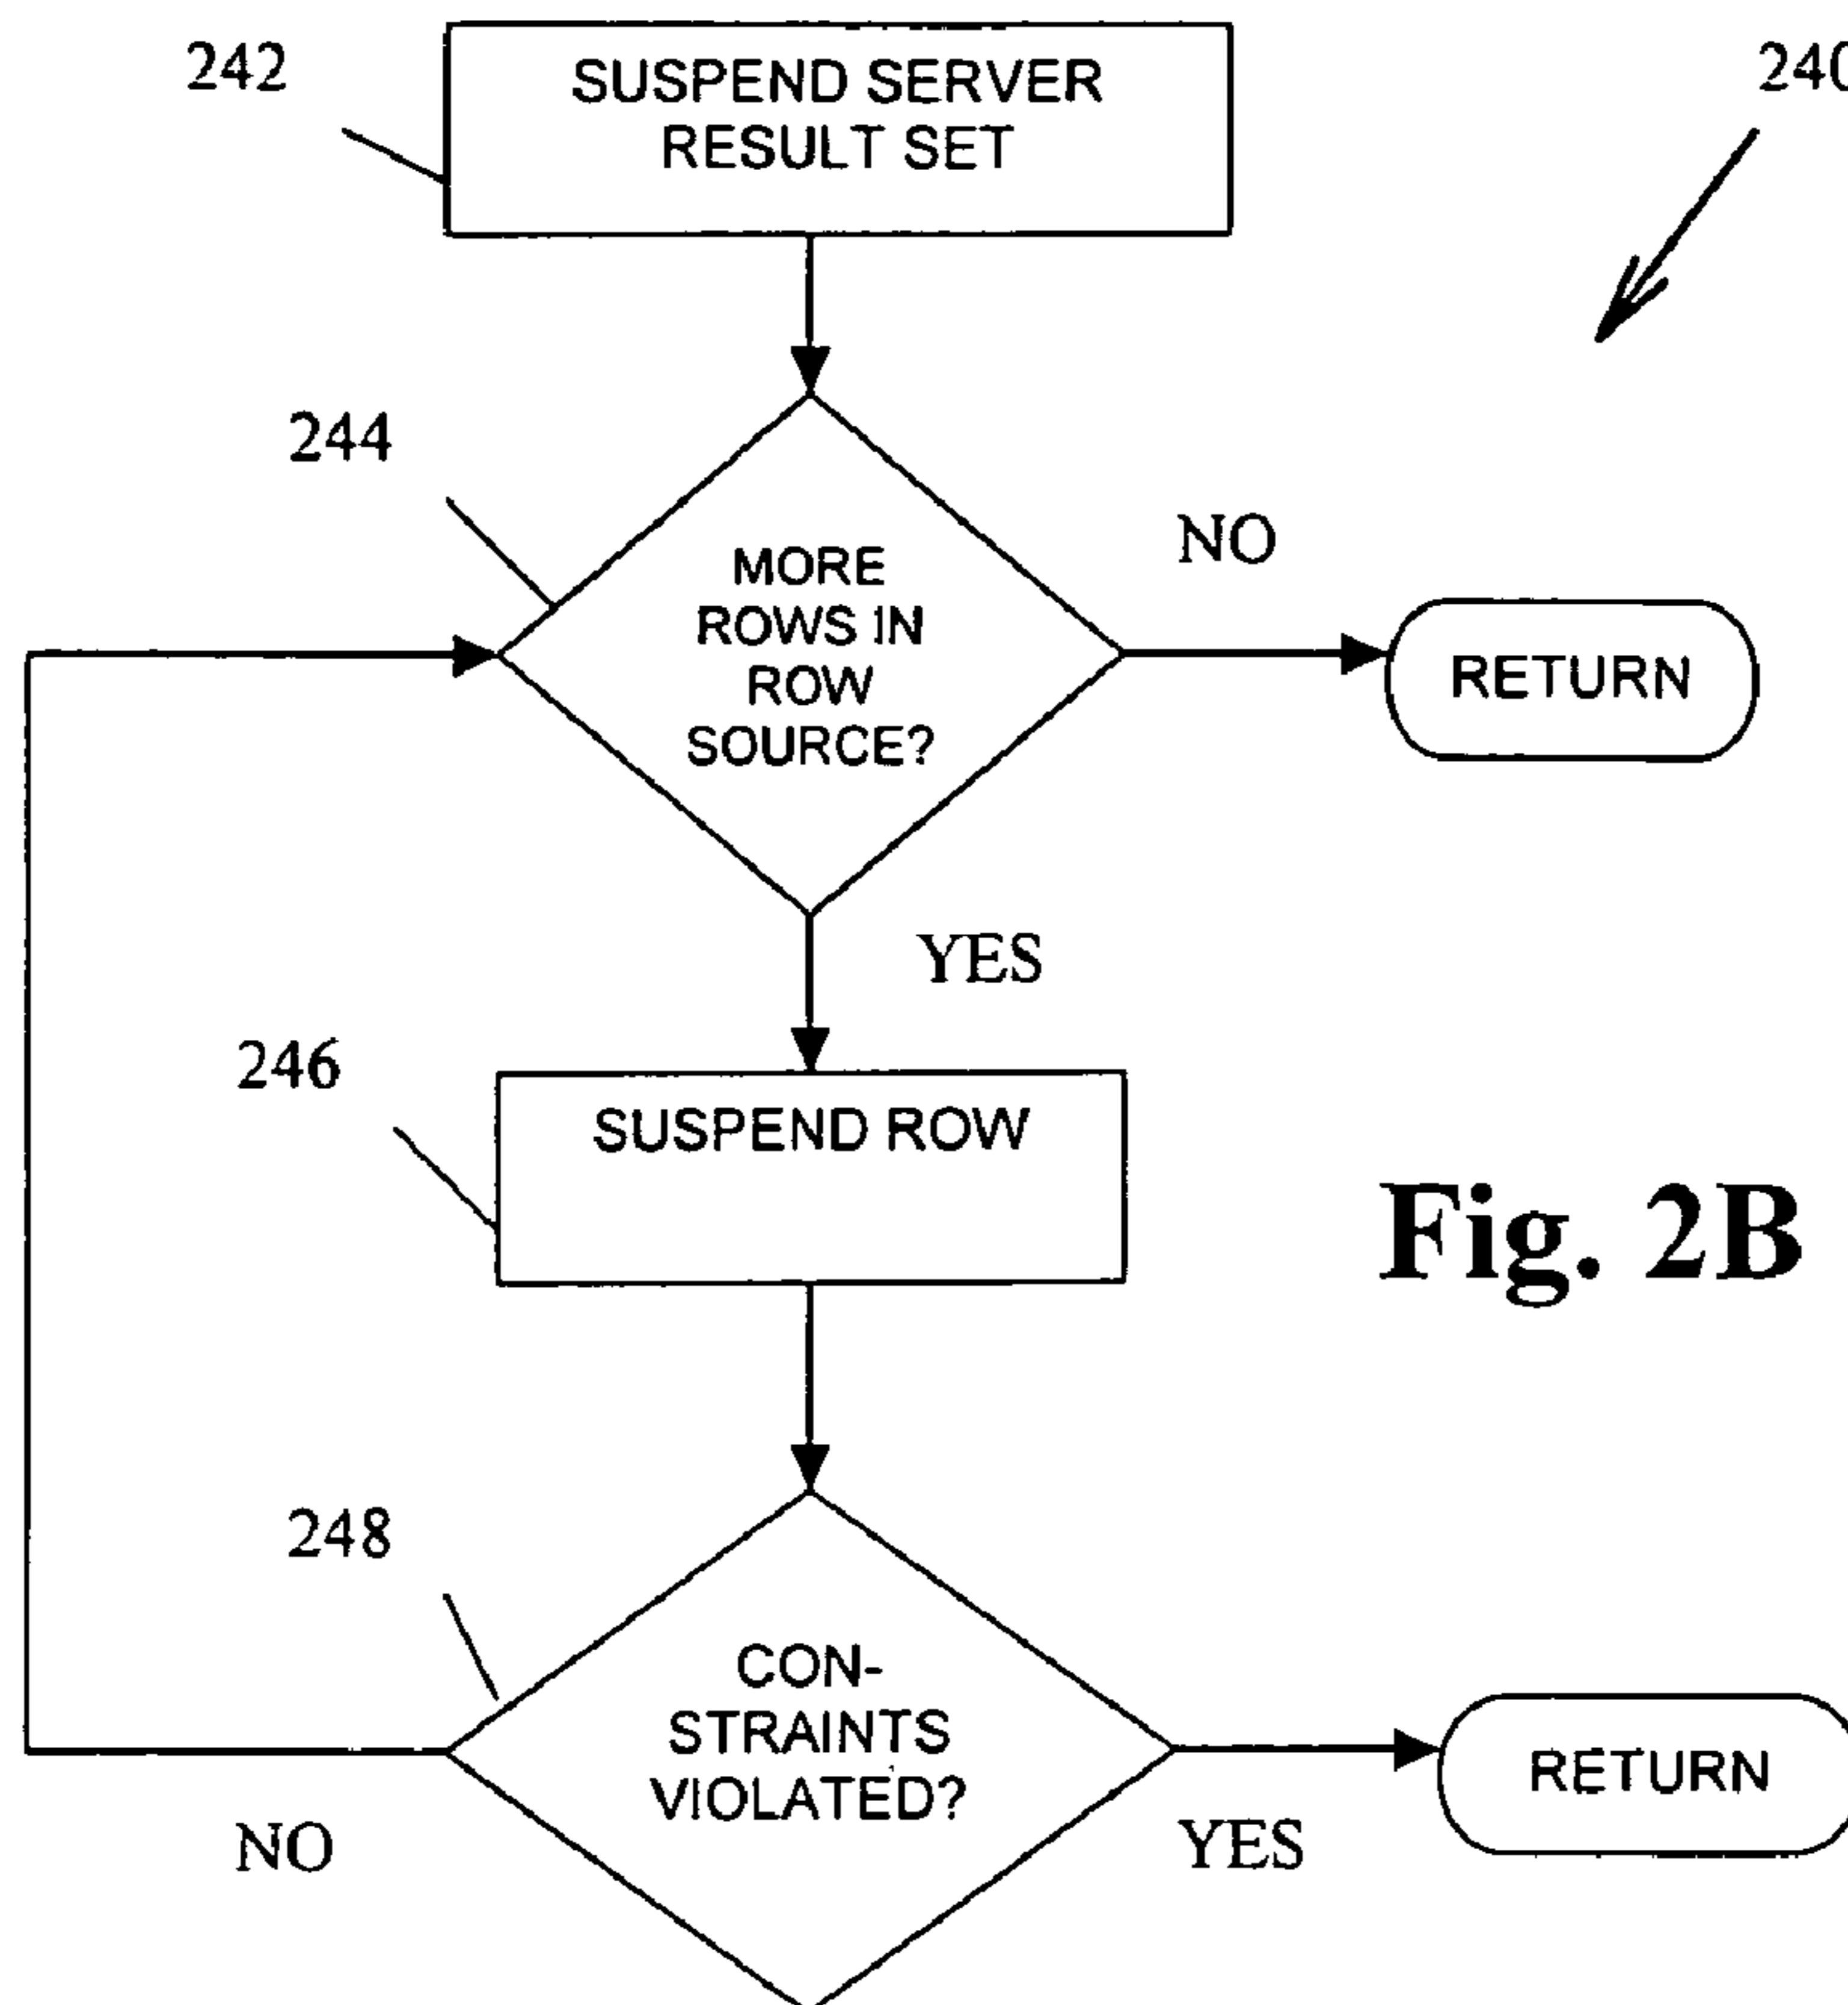 242
SUSPEND SERVER
RESULT SET
240
244
MORE
ROWS IN
ROW
SOURCE?
NO
RETURN
YES
246
SUSPEND ROW
Fig. 2B
248
CON-
STRAINTS
VIOLATED?
NO
YES
RETURN